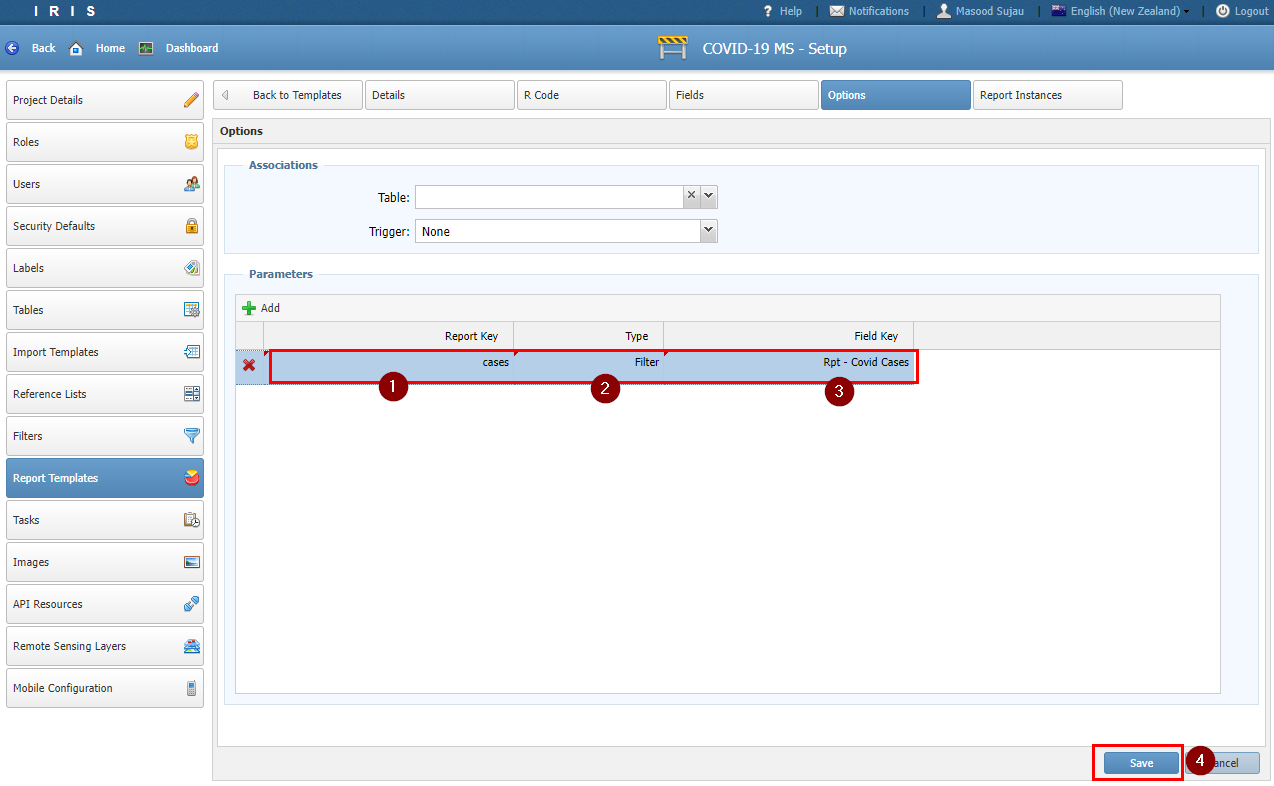 I R I S
? Help
Notifications
Masood Sujau
English (New Zealand)
Logout
Back
Home
Dashboard
COVID-19 MS - Setup
Project Details
Roles
Users
Security Defaults
Labels
Tables
Import Templates
Reference Lists
Filters
Report Templates
Tasks
Images
API Resources
Remote Sensing Layers
Mobile Configuration
Back to Templates
Details
R Code
Fields
Options
Report Instances
Options
Associations
Table:
Trigger: None
Parameters
Add
Report Key Type Field Key
cases Filter Rpt - Covid Cases
1 2 3
Save 4 ancel